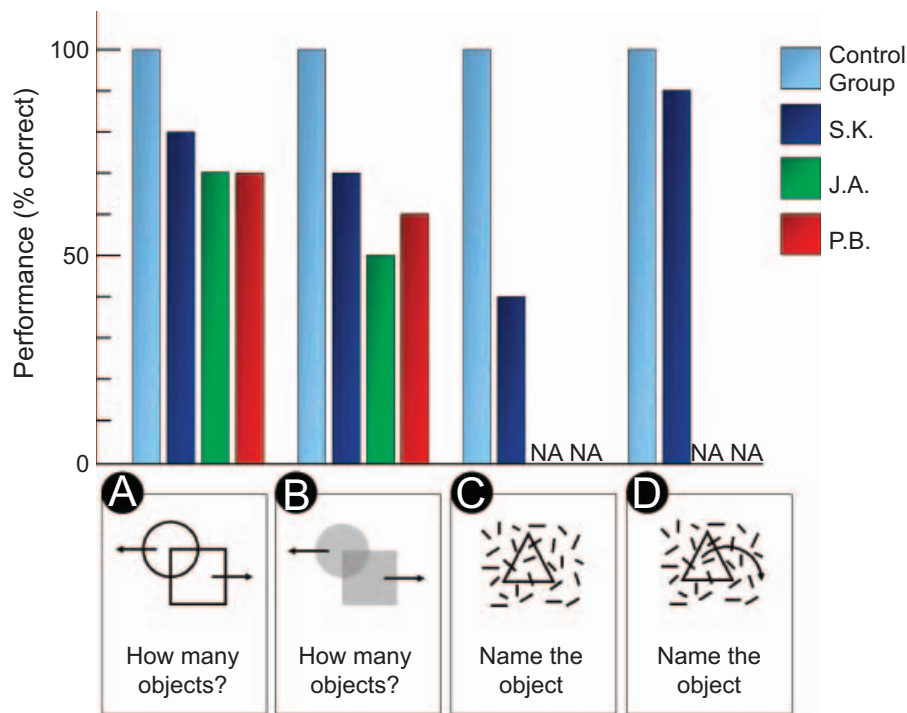 Performance (% correct)
100
50
0
NA NA
NA NA
Control
Group
S.K.
J.A.
P.B.
A
How many
objects?
B
How many
objects?
C
Name the
object
D
Name the
object